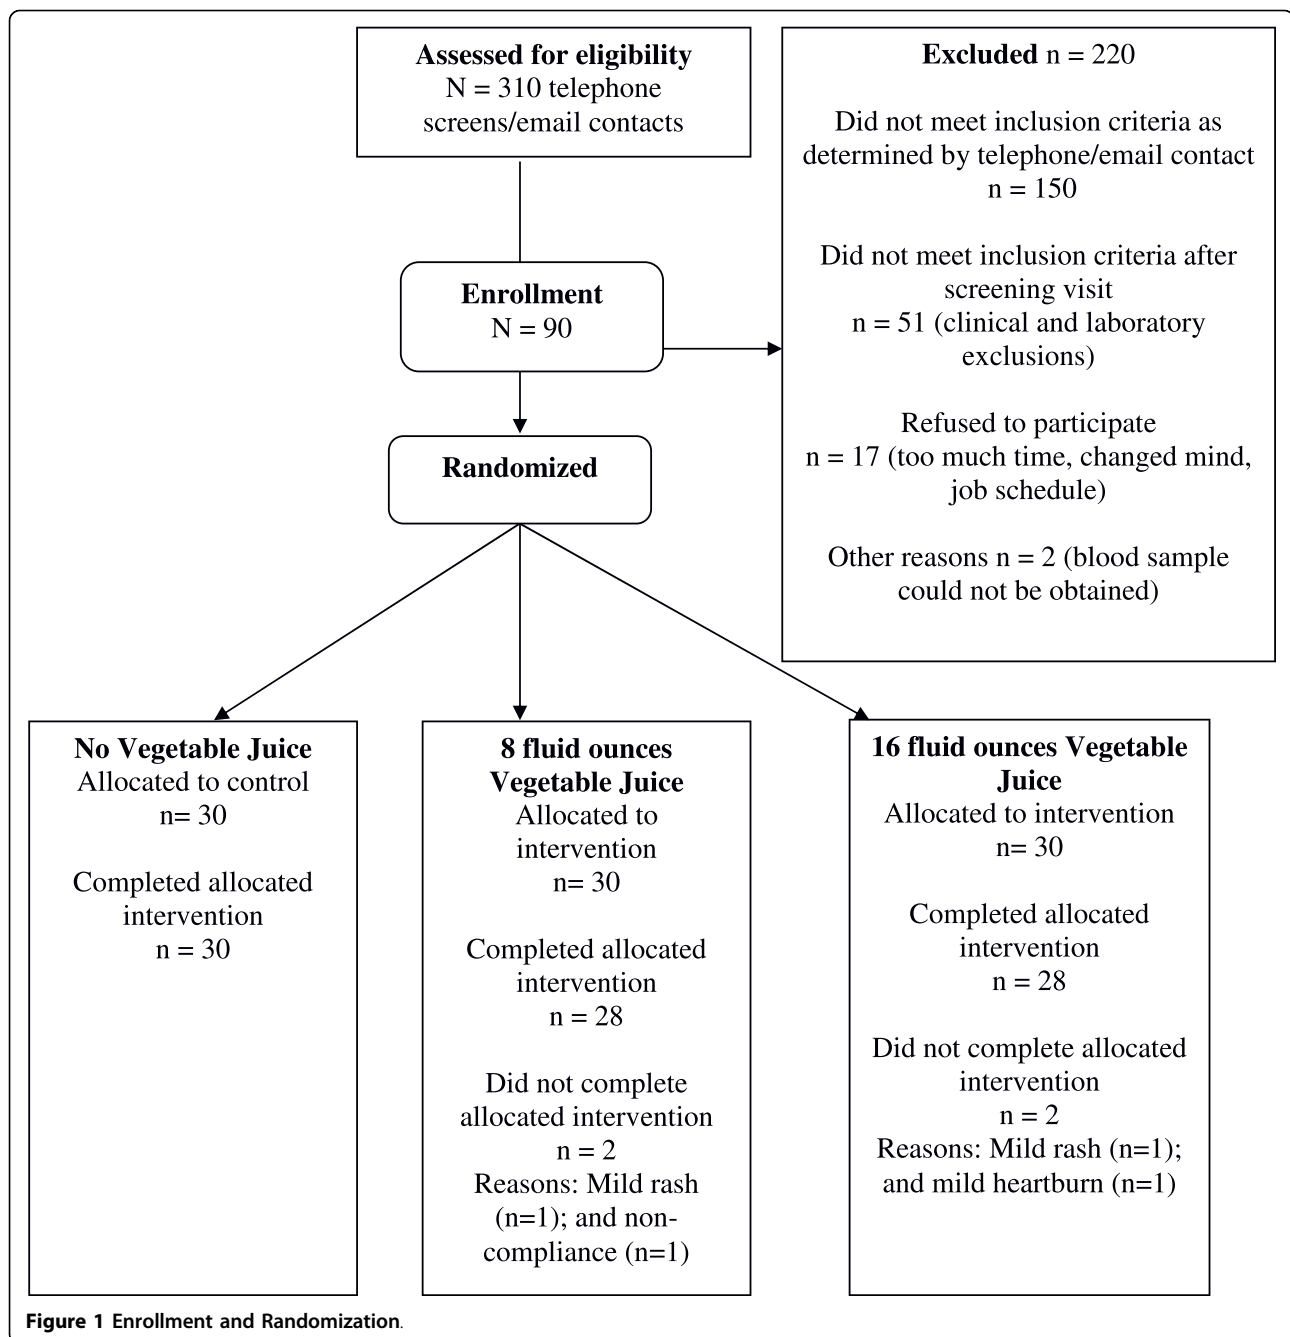 Assessed for eligibility
N = 310 telephone
screens/email contacts
Excluded n = 220
Did not meet inclusion criteria as
determined by telephone/email contact
n = 150
Did not meet inclusion criteria after
screening visit
n = 51 (clinical and laboratory
exclusions)
Refused to participate
n = 17 (too much time, changed mind,
job schedule)
Other reasons n = 2 (blood sample
could not be obtained)
Enrollment
N = 90
Randomized
No Vegetable Juice
Allocated to control
n= 30
Completed allocated
intervention
n = 30
8 fluid ounces
Vegetable Juice
Allocated to
intervention
n= 30
Completed allocated
intervention
n = 28
Did not complete
allocated intervention
n = 2
Reasons: Mild rash
(n=1); and non-
compliance (n=1)
16 fluid ounces Vegetable
Juice
Allocated to intervention
n= 30
Completed allocated
intervention
n = 28
Did not complete allocated
intervention
n = 2
Reasons: Mild rash (n=1);
and mild heartburn (n=1)
Figure 1 Enrollment and Randomization.